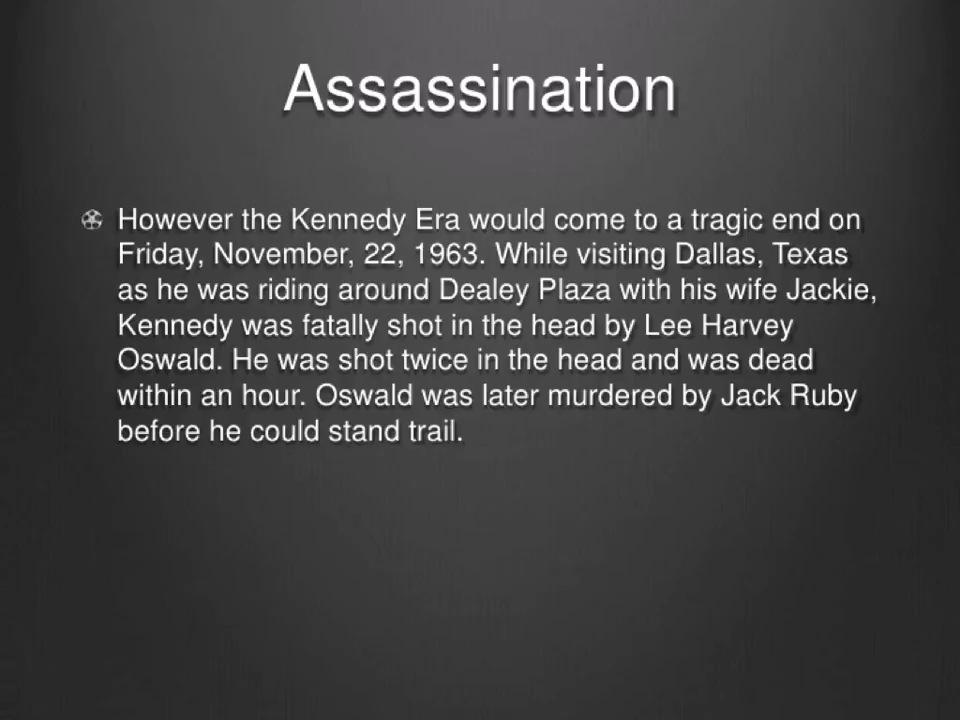 Assassination
However the Kennedy Era would come to a tragic end on
Friday, November, 22, 1963. While visiting Dallas, Texas
as he was riding around Dealey Plaza with his wife Jackie,
Kennedy was fatally shot in the head by Lee Harvey
Oswald. He was shot twice in the head and was dead
within an hour. Oswald was later murdered by Jack Ruby
before he could stand trail.